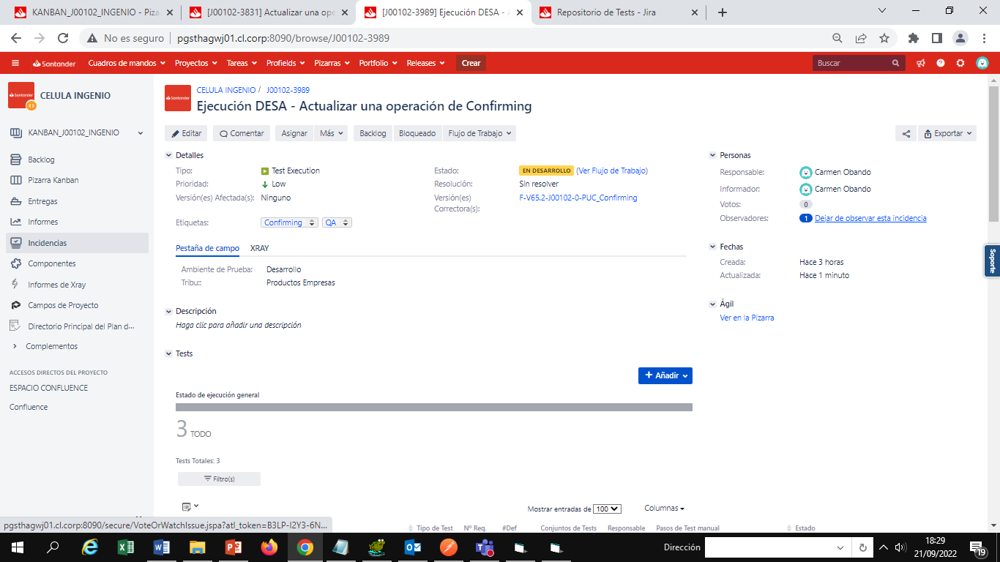 KANBAN_J00102_INGENIO - Piza
[J00102-3831] Actualizar una ope
[J00102-3989] Ejecución DESA - A
Repositorio de Tests - Jira
No es seguro
pgsthagwj01.cl.corp:8090/browse/J00102-3989
Santander
Cuadros de mandos
Proyectos
Tareas
Profields
Pizarras
Portfolio
Releases
Crear
Buscar
Santander
CELULA INGENIO
KANBAN_J00102_INGENIO
Backlog
Pizarra Kanban
Entregas
Informes
Incidencias
Componentes
Informes de Xray
Campos de Proyecto
Directorio Principal del Plan d...
Complementos
ACCESOS DIRECTOS DEL PROYECTO
ESPACIO CONFLUENCE
Confluence
Santander
CELULA INGENIO / J00102-3989
Ejecución DESA - Actualizar una operación de Confirming
Editar
Comentar
Asignar
Más
Backlog
Bloqueado
Flujo de Trabajo
Exportar
Detalles
Tipo: Test Execution
Prioridad: Low
Versión(es) Afectada(s): Ninguno
Etiquetas: Confirming QA
Estado: EN DESARROLLO (Ver Flujo de Trabajo)
Resolución: Sin resolver
Versión(es) F-V65.2-J00102-0-PUC_Confirming
Correctora(s):
Pestaña de campo XRAY
Ambiente de Prueba: Desarrollo
Tribu:: Productos Empresas
Descripción
Haga clic para añadir una descripción
Tests
Añadir
Estado de ejecución general
3 TODO
Tests Totales: 3
Filtro(s)
Mostrar entradas de 100 Columnas
Tipo de Test Nº Req. #Def Conjuntos de Tests Responsable Pasos de Test manual Estado
Personas
Responsable: Carmen Obando
Informador: Carmen Obando
Votos: 0
Observadores: 1 Dejar de observar esta incidencia
Fechas
Creada: Hace 3 horas
Actualizada: Hace 1 minuto
Ágil
Ver en la Pizarra
Soporte
pgsthagwj01.cl.corp:8090/secure/VoteOrWatchIssue.jspa?atl_token=B3LP-I2Y3-6N...
Dirección
18:29
21/09/2022
19